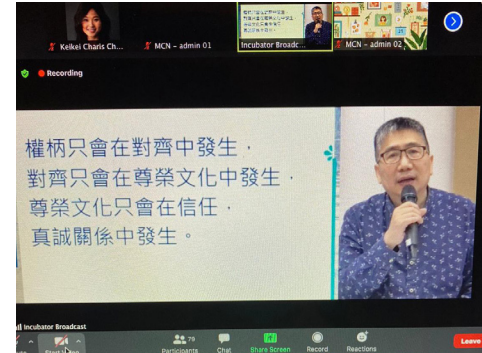 Keikei Charis Ch...
MCN - admin 01
Incubator Broadc...
MCN - admin 02
Recording
權柄只會在對齊中發生，
對齊只會在尊榮文化中發生，
尊榮文化只會在信任，
真誠關係中發生。
Incubator Broadcast
79
Participants
Chat
Share Screen
Record
Reactions
Leave